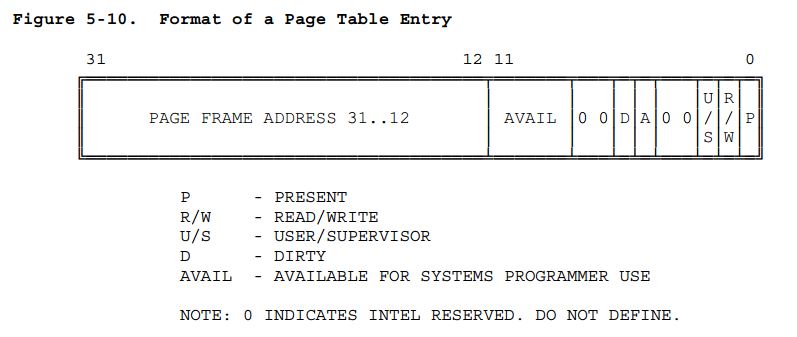 Figure 5-10. Format of a Page Table Entry
31 12 11 0
PAGE FRAME ADDRESS 31..12 AVAIL 0 0 D A 0 0 U/S R/W P
P - PRESENT
R/W - READ/WRITE
U/S - USER/SUPERVISOR
D - DIRTY
AVAIL - AVAILABLE FOR SYSTEMS PROGRAMMER USE
NOTE: 0 INDICATES INTEL RESERVED. DO NOT DEFINE.